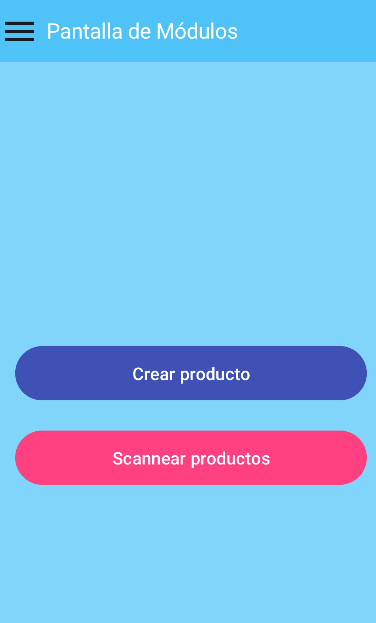 Pantalla de Módulos
Crear producto
Scannear productos